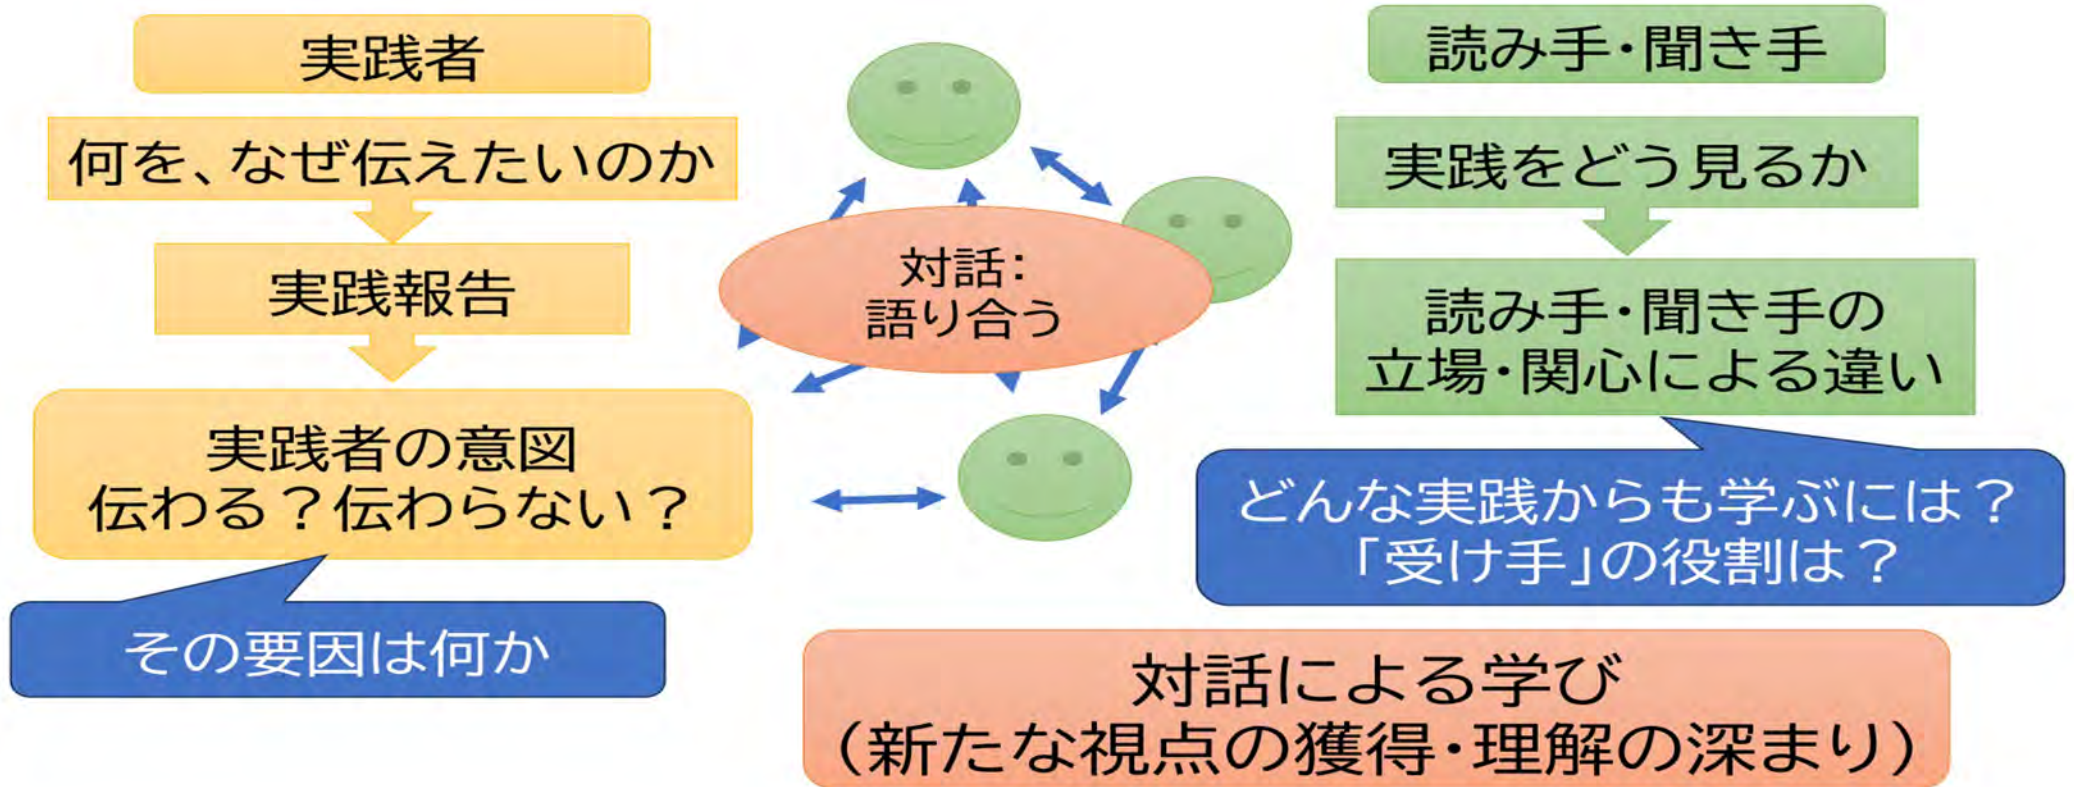 実践者
何を、なぜ伝えたいのか
実践報告
実践者の意図
伝わる？伝わらない？
その要因は何か
対話：
語り合う
読み手・聞き手
実践をどう見るか
読み手・聞き手の
立場・関心による違い
どんな実践からも学ぶには？
「受け手」の役割は？
対話による学び
（新たな視点の獲得・理解の深まり）